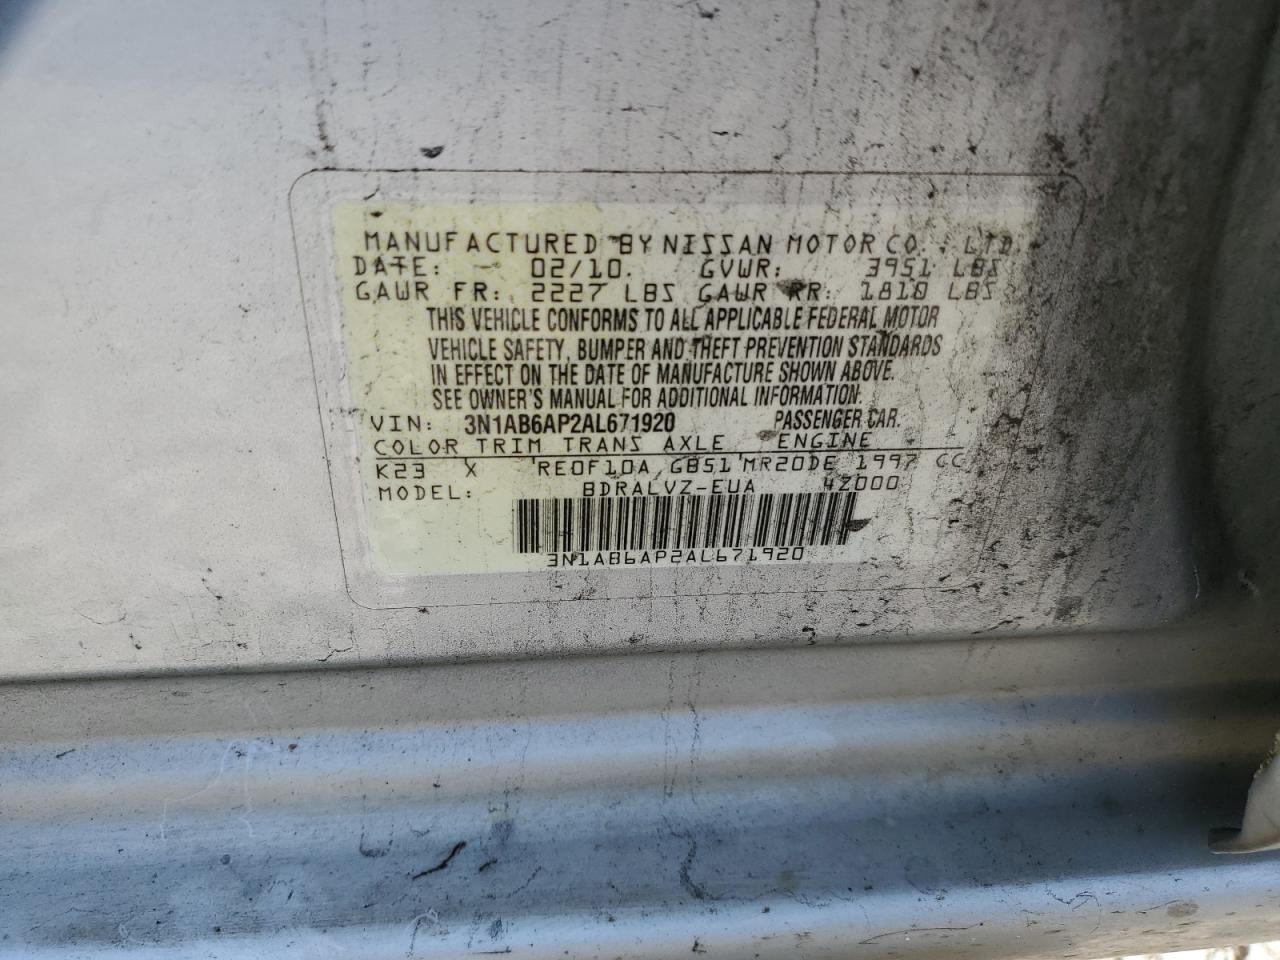 MANUFACTURED BY NISSAN MOTOR CO., LTD.
DATE: 02/10. GVWR: 3951 LBS
GAWR FR: 2227 LBS GAWR RR: 1810 LBS
THIS VEHICLE CONFORMS TO ALL APPLICABLE FEDERAL MOTOR
VEHICLE SAFETY, BUMPER AND THEFT PREVENTION STANDARDS
IN EFFECT ON THE DATE OF MANUFACTURE SHOWN ABOVE.
SEE OWNER'S MANUAL FOR ADDITIONAL INFORMATION.
VIN: 3N1AB6AP2AL671920 PASSENGER CAR.
COLOR TRIM TRANS AXLE ENGINE
K23 X RE0F10A GB51 MR20DE 1997 CC
MODEL: BDRALVZ-EUA 4Z000
3N1AB6AP2AL671920